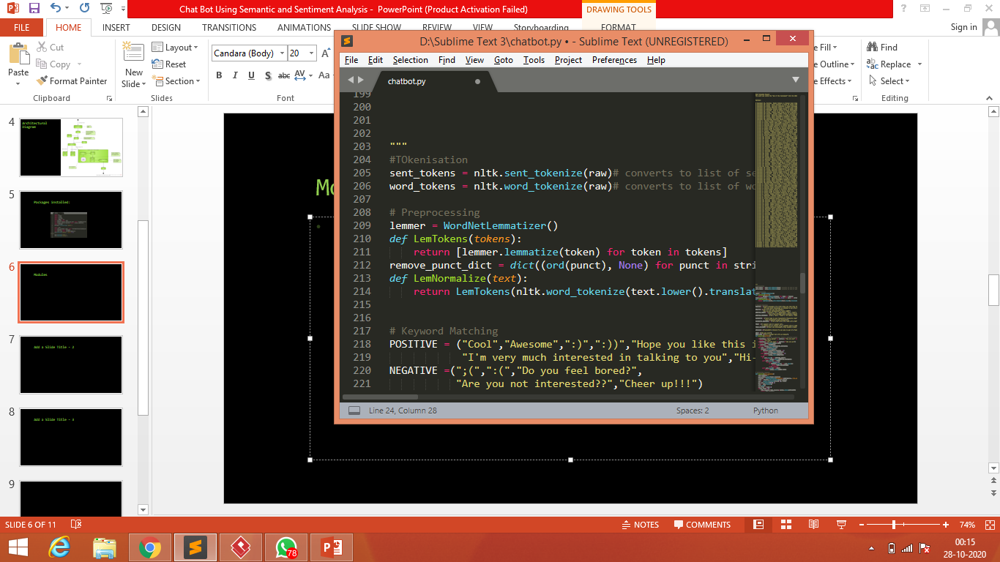 Chat Bot Using Semantic and Sentiment Analysis - PowerPoint (Product Activation Failed)
DRAWING TOOLS
FILE HOME INSERT DESIGN TRANSITIONS ANIMATIONS SLIDE SHOW REVIEW VIEW Storyboarding FORMAT
Sign in
Paste
Cut
Copy
Format Painter
Clipboard
New Slide
Layout
Reset
Section
Slides
Candara (Body) 20
B I U S abc AV Aa
Font
Fill
Outline
Effects
Find
Replace
Select
Editing
D:\Sublime Text 3\chatbot.py • - Sublime Text (UNREGISTERED)
File Edit Selection Find View Goto Tools Project Preferences Help
chatbot.py
199
200
201
202
203 """
204 #TOkenisation
205 sent_tokens = nltk.sent_tokenize(raw)# converts to list of se
206 word_tokens = nltk.word_tokenize(raw)# converts to list of wo
207
208 # Preprocessing
209 lemmer = WordNetLemmatizer()
210 def LemTokens(tokens):
211 return [lemmer.lemmatize(token) for token in tokens]
212 remove_punct_dict = dict((ord(punct), None) for punct in stri
213 def LemNormalize(text):
214 return LemTokens(nltk.word_tokenize(text.lower().translat
215
216
217 # Keyword Matching
218 POSITIVE = ("Cool","Awesome",":)",":))","Hope you like this i
219 "I'm very much interested in talking to you","Hi-
220 NEGATIVE =(";(",":(","Do you feel bored?",
221 "Are you not interested??","Cheer up!!!")
Line 24, Column 28
Spaces: 2
Python
4
Architectural
Diagram
5
Packages installed:
6
Modules
7
Add a Slide Title - 2
8
9
Mo
SLIDE 6 OF 11
NOTES COMMENTS
74%
78
00:15
28-10-2020